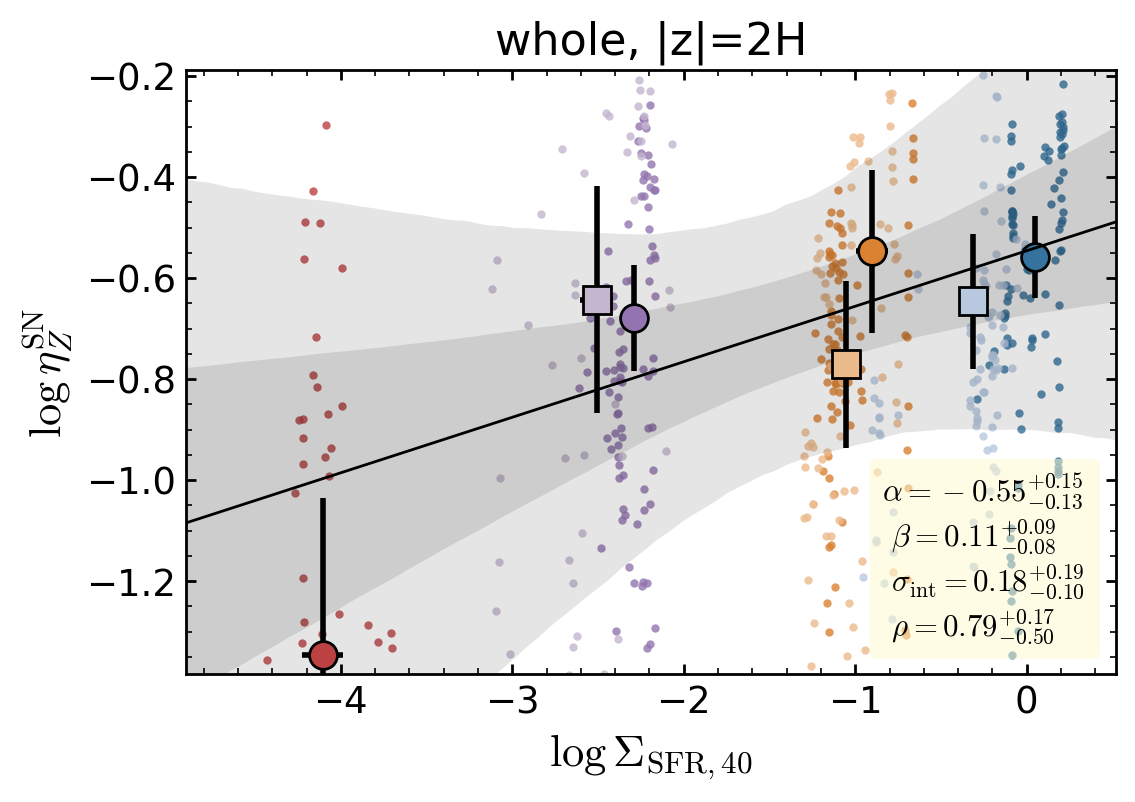 whole, |z|=2H
−0.2
−0.4
−0.6
−0.8
−1.0
−1.2
log η_Z^SN
α = −0.55 +0.15 −0.13
β = 0.11 +0.09 −0.08
σ_int = 0.18 +0.19 −0.10
ρ = 0.79 +0.17 −0.50
−4 −3 −2 −1 0
log Σ_SFR, 40